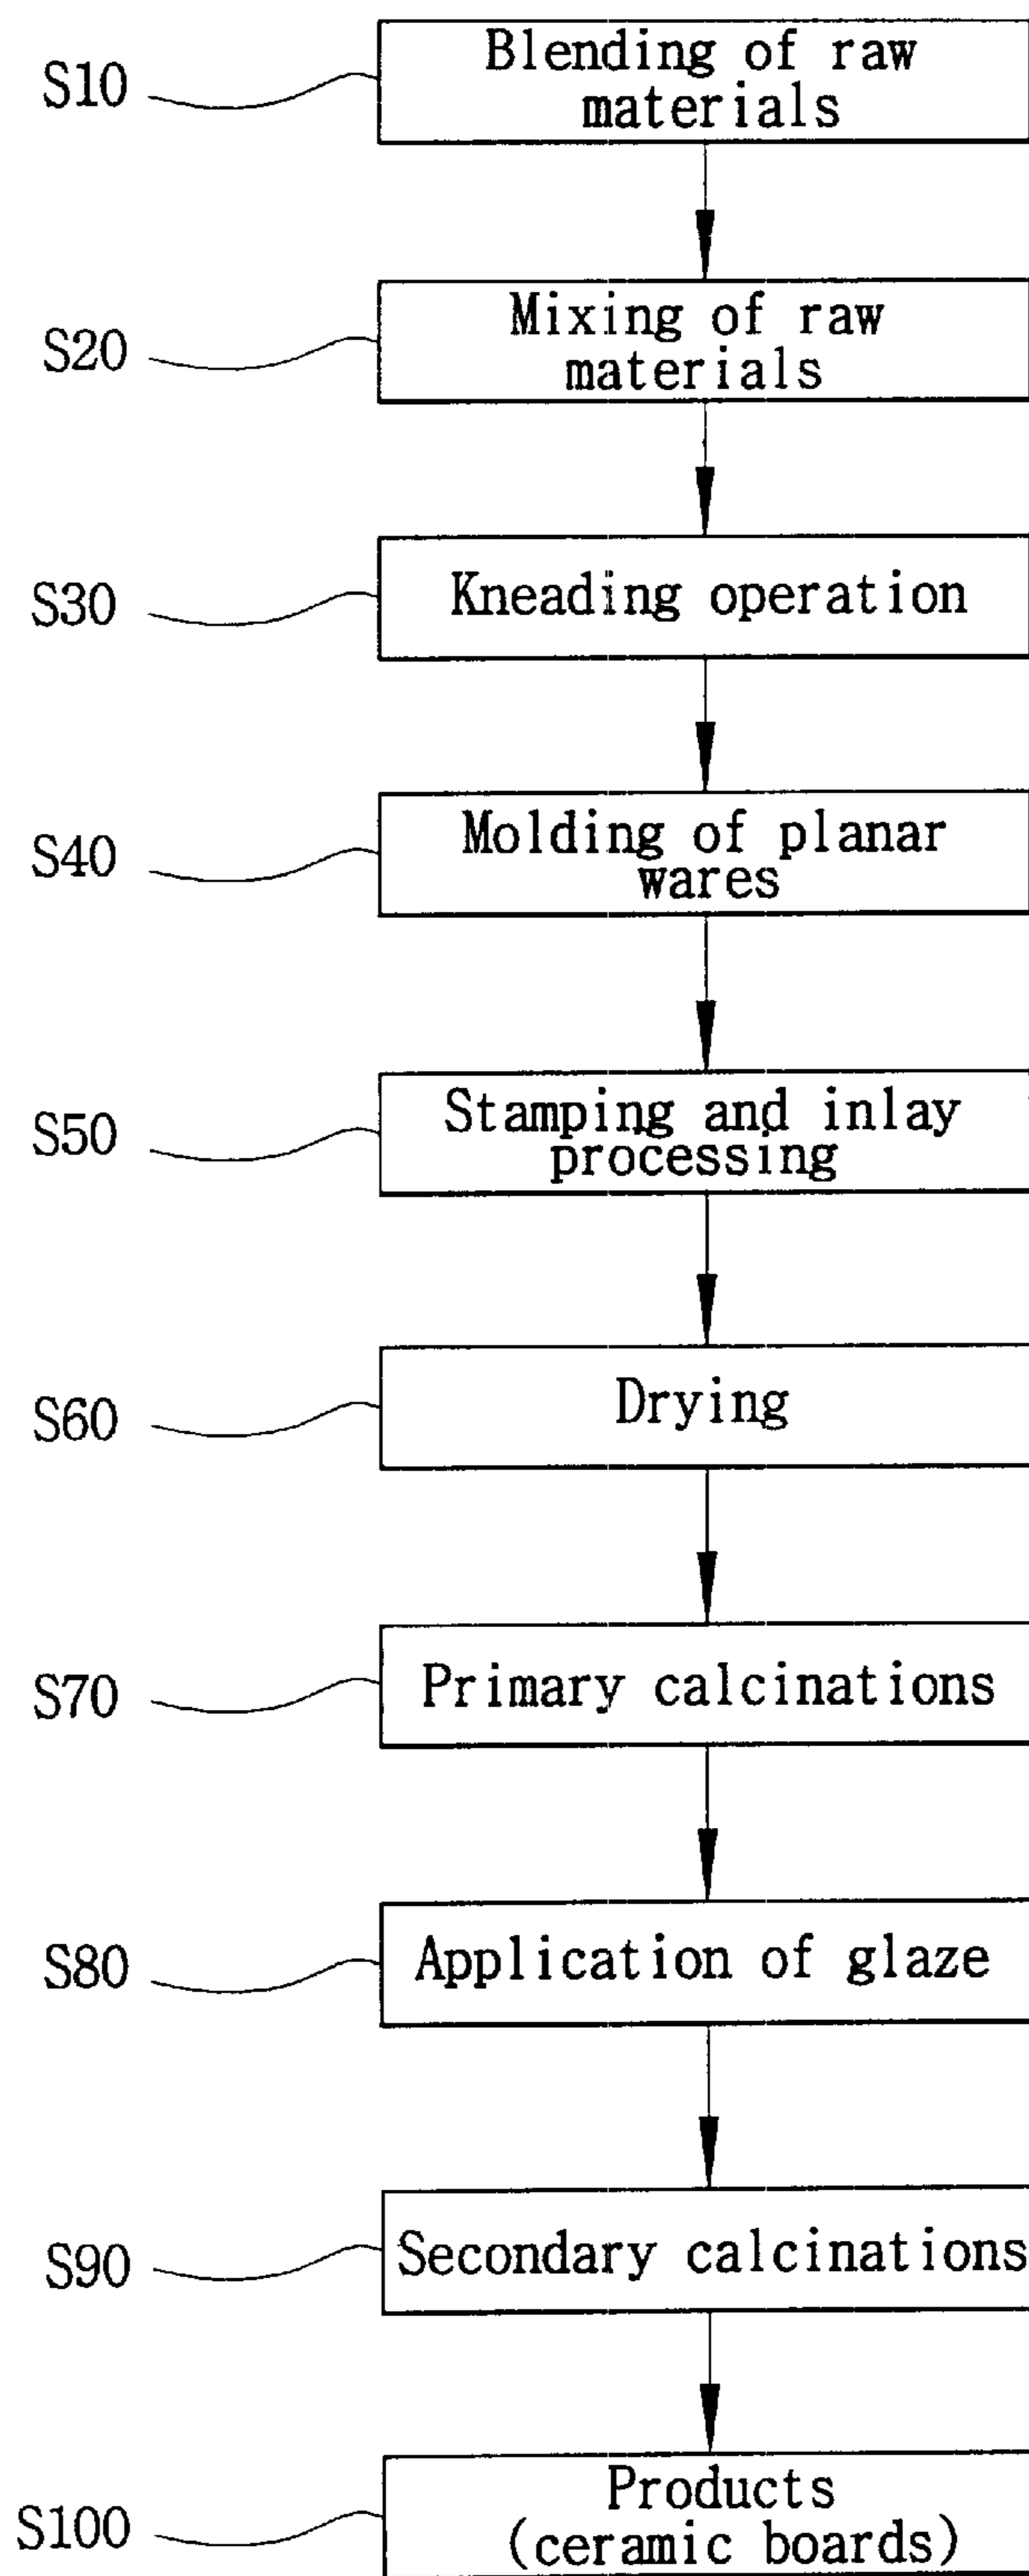 S10
Blending of raw
materials
S20
Mixing of raw
materials
S30
Kneading operation
S40
Molding of planar
wares
S50
Stamping and inlay
processing
S60
Drying
S70
Primary calcinations
S80
Application of glaze
S90
Secondary calcinations
S100
Products
(ceramic boards)